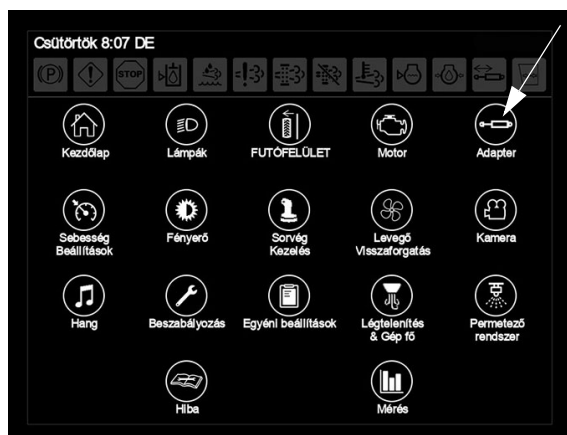 Csütörtök 8:07 DE
(P) STOP
Kezdőlap Lámpák FUTÓFELÜLET Motor Adapter
Sebesség Beállítások Fényerő Sorvég Kezelés Levegő Visszaforgatás Kamera
Hang Beszabályozás Egyéni beállítások Légtelenítés & Gép fő Permetező rendszer
Hiba Mérés